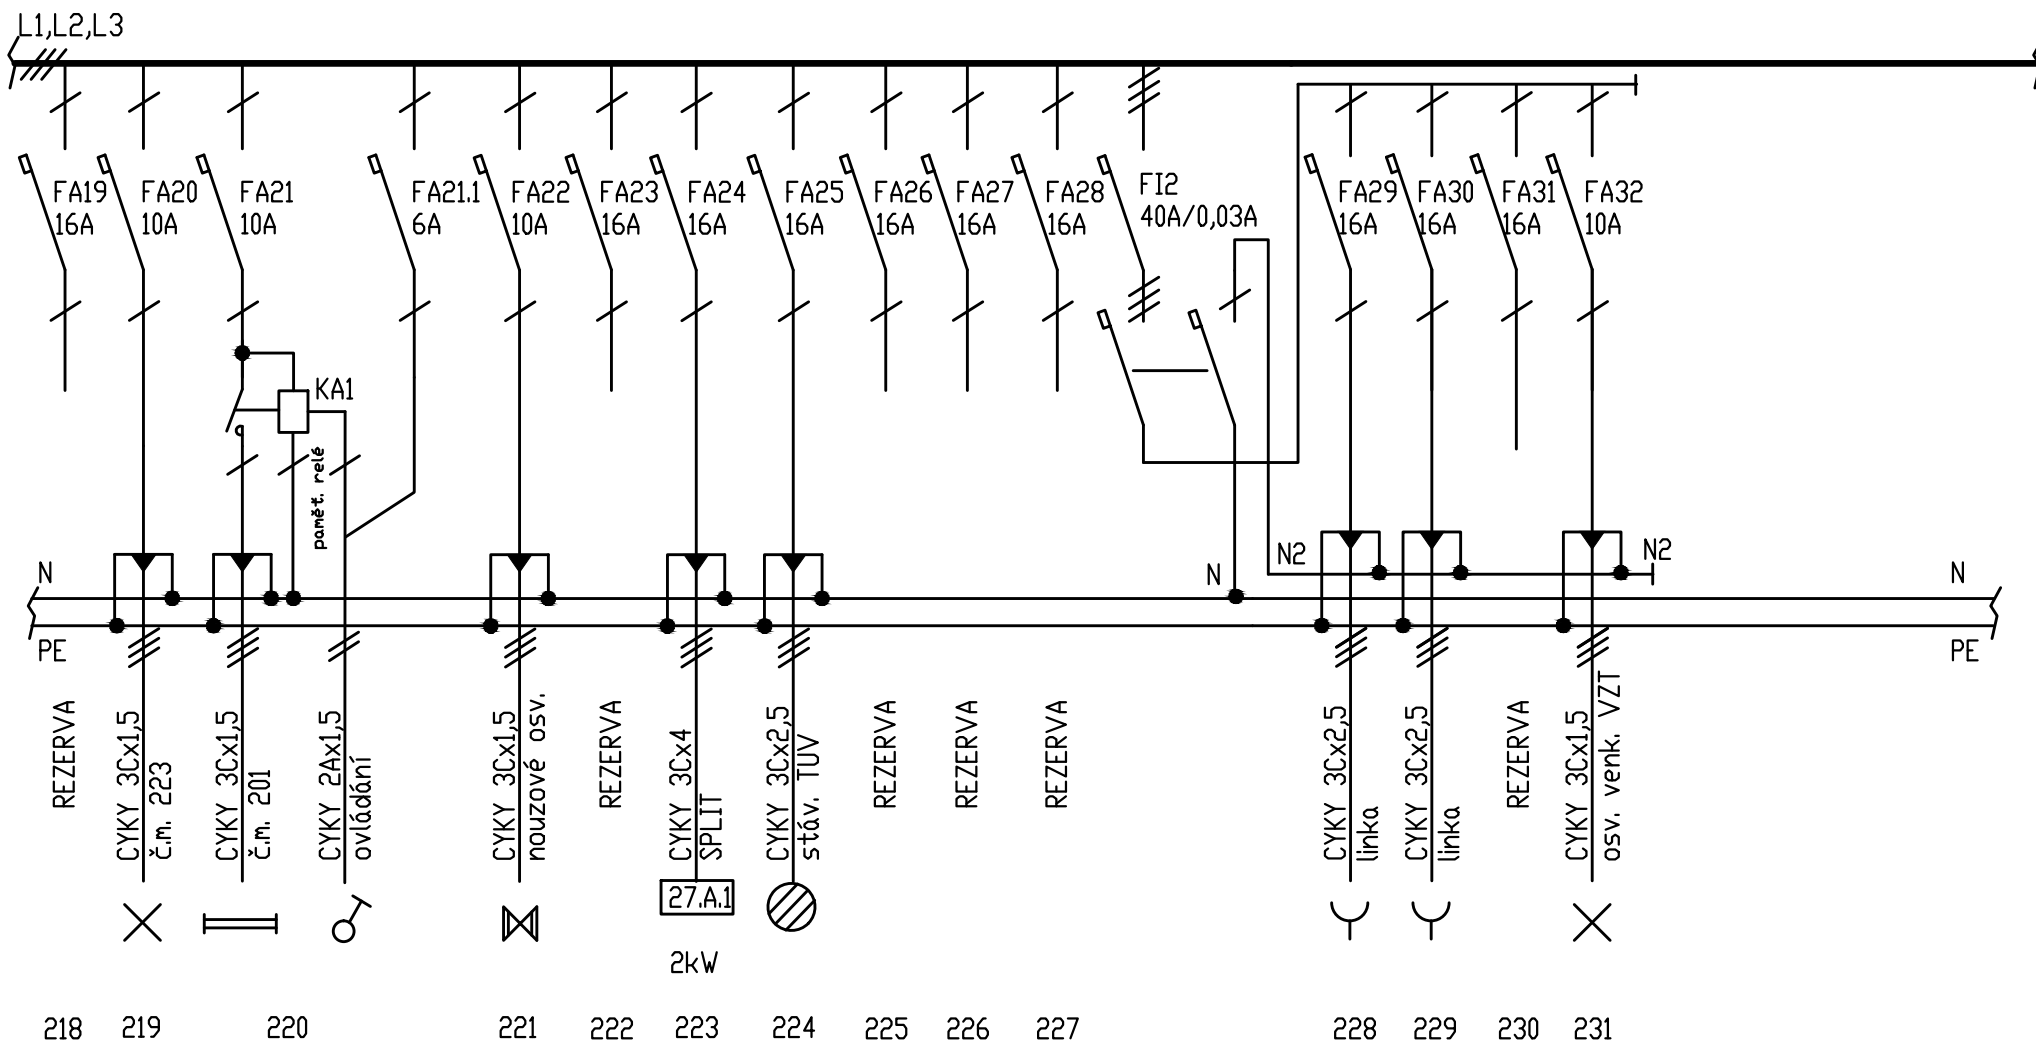 L1,L2,L3
FA19
16A
FA20
10A
FA21
10A
FA21.1
6A
FA22
10A
FA23
16A
FA24
16A
FA25
16A
FA26
16A
FA27
16A
FA28
16A
FI2
40A/0,03A
FA29
16A
FA30
16A
FA31
16A
FA32
10A
KA1
paměť. relé
N
PE
N
N2
N2
N
PE
REZERVA
CYKY 3Cx1,5
č.m. 223
CYKY 3Cx1,5
č.m. 201
CYKY 2Ax1,5
ovládání
CYKY 3Cx1,5
nouzové osv.
REZERVA
CYKY 3Cx4
SPLIT
CYKY 3Cx2,5
stáv. TUV
REZERVA
REZERVA
REZERVA
CYKY 3Cx2,5
linka
CYKY 3Cx2,5
linka
REZERVA
CYKY 3Cx1,5
osv. venk. VZT
27.A.1
2kW
218
219
220
221
222
223
224
225
226
227
228
229
230
231